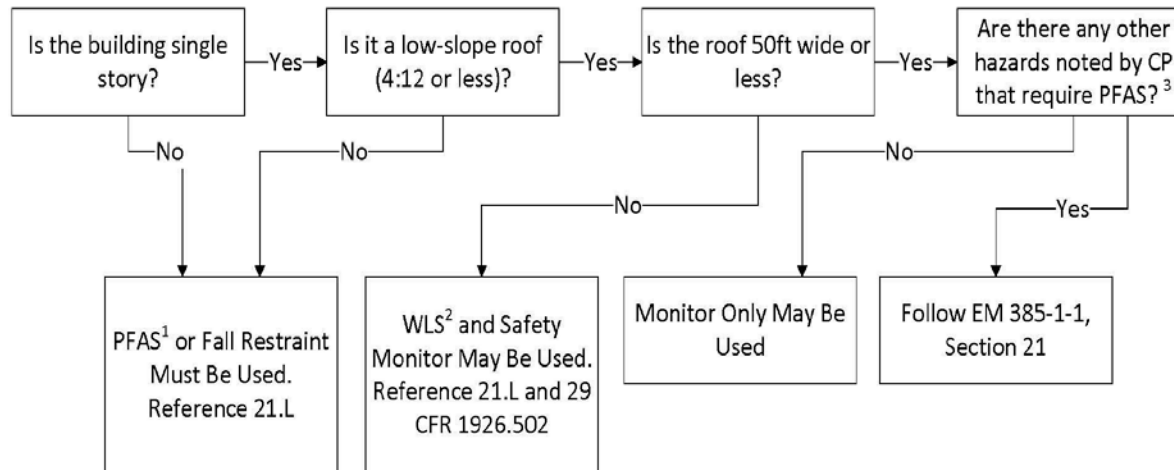 Is the building single
story?
Yes
Is it a low-slope roof
(4:12 or less)?
Yes
Is the roof 50ft wide or
less?
Yes
Are there any other
hazards noted by CP
that require PFAS? 3
No
No
No
No
Yes
PFAS1 or Fall Restraint
Must Be Used.
Reference 21.L
WLS2 and Safety
Monitor May Be Used.
Reference 21.L and 29
CFR 1926.502
Monitor Only May Be
Used
Follow EM 385-1-1,
Section 21